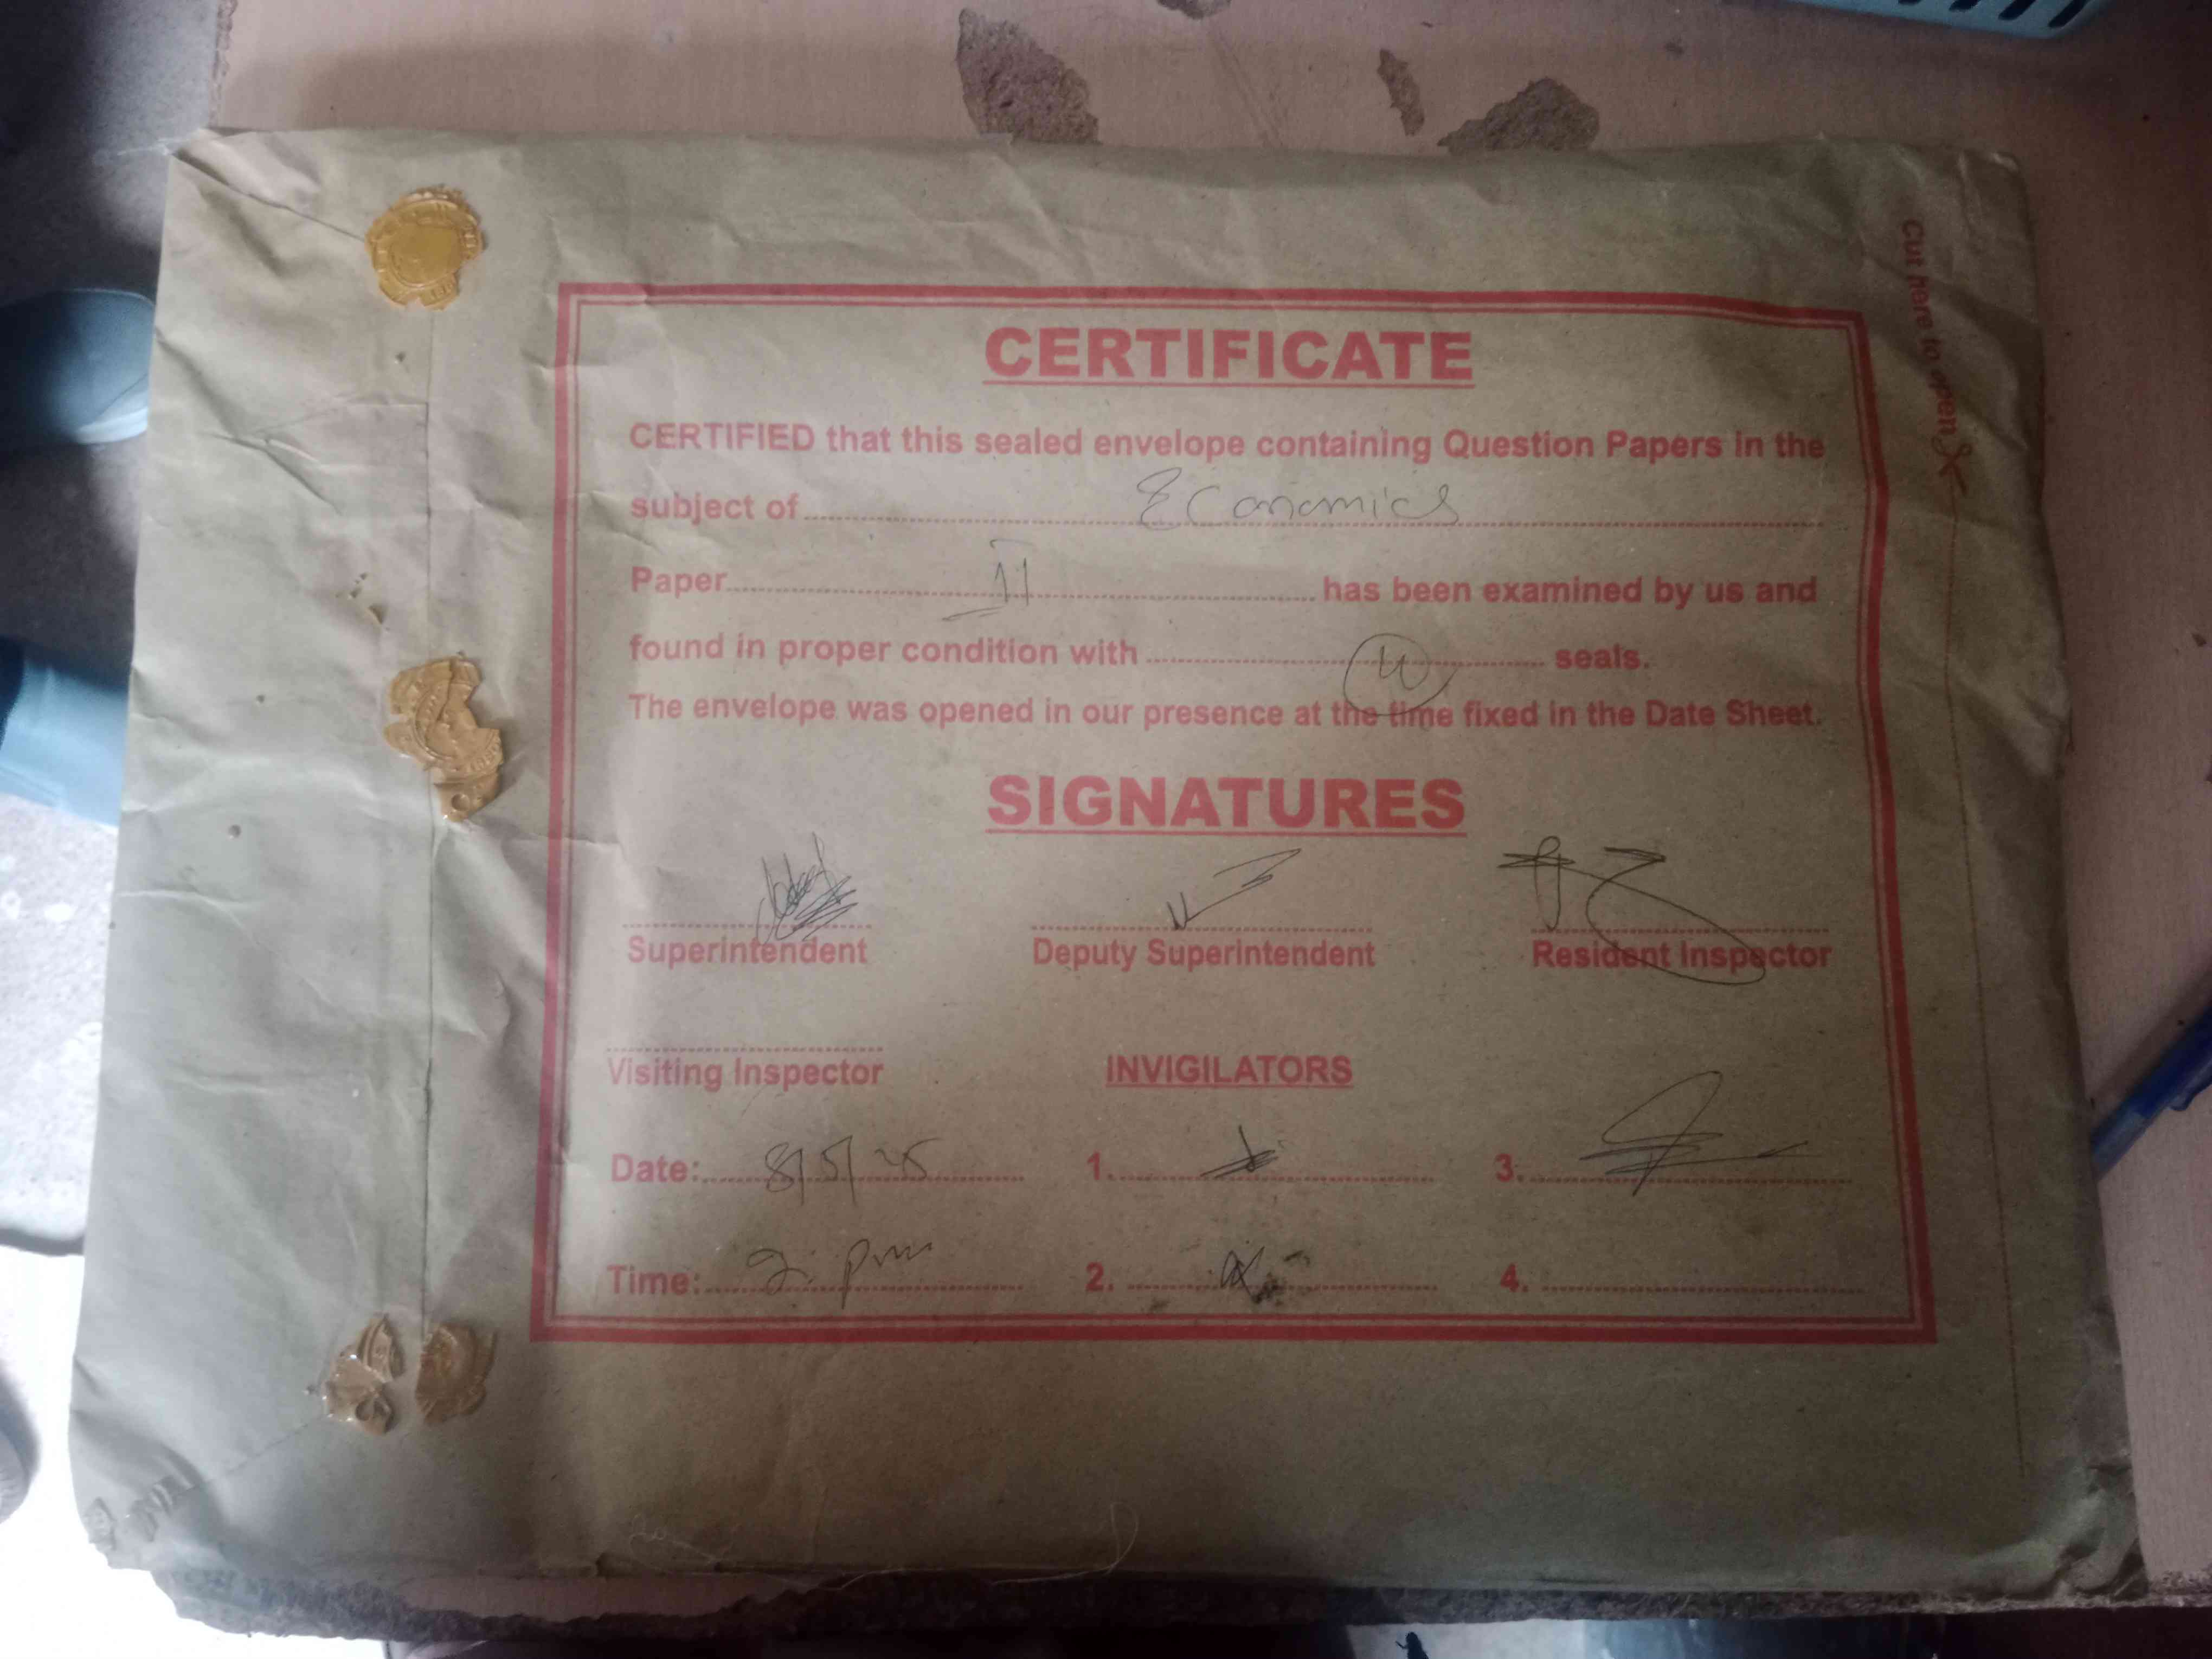 CERTIFICATE
CERTIFIED that this sealed envelope containing Question Papers in the
subject of Economics
Paper II has been examined by us and
found in proper condition with 4 seals.
The envelope was opened in our presence at the time fixed in the Date Sheet.
SIGNATURES
Superintendent Deputy Superintendent Resident Inspector
Visiting Inspector INVIGILATORS
Date: 8/5/25 1. 3.
Time: 2: pm 2. 4.
Cut here to open